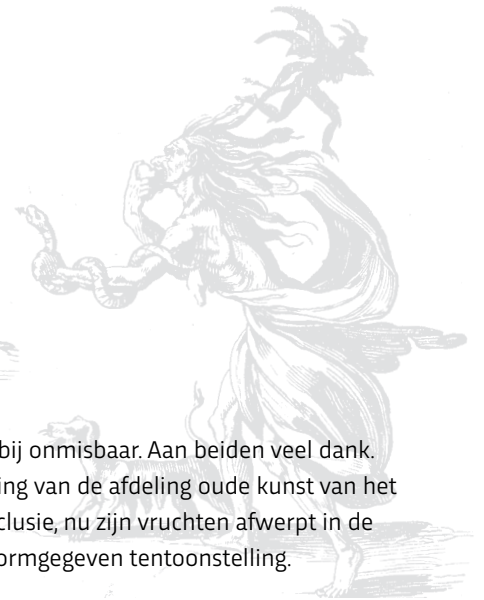 bij onmisbaar. Aan beiden veel dank.
ing van de afdeling oude kunst van het
clusie, nu zijn vruchten afwerpt in de
ormgegeven tentoonstelling.